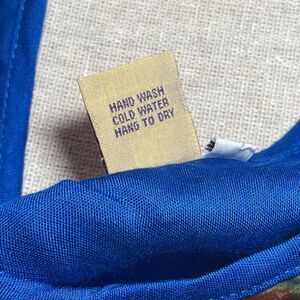 HAND WASH
COLD WATER
HANG TO DRY